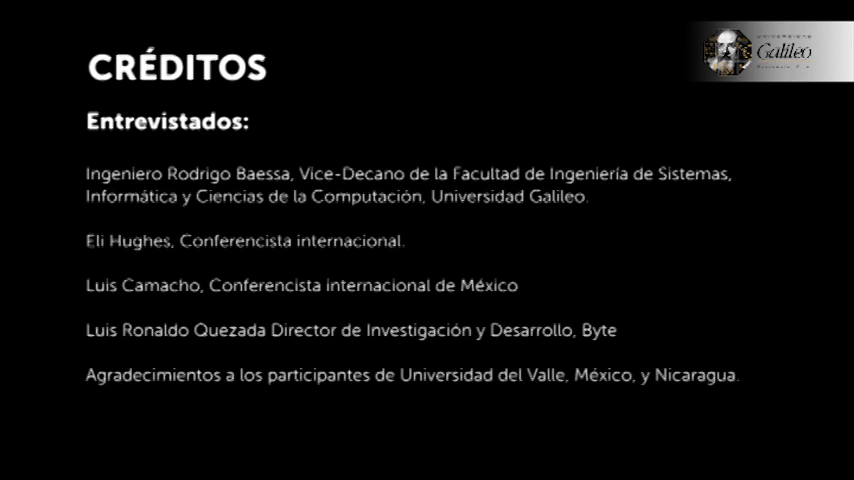 Galileo
CRÉDITOS
Entrevistados:
Ingeniero Rodrigo Baessa, Vice-Decano de la Facultad de Ingeniería de Sistemas,
Informática y Ciencias de la Computación, Universidad Galileo.
Eli Hughes, Conferencista internacional.
Luis Camacho, Conferencista internacional de México
Luis Ronaldo Quezada Director de Investigación y Desarrollo, Byte
Agradecimientos a los participantes de Universidad del Valle, México, y Nicaragua.